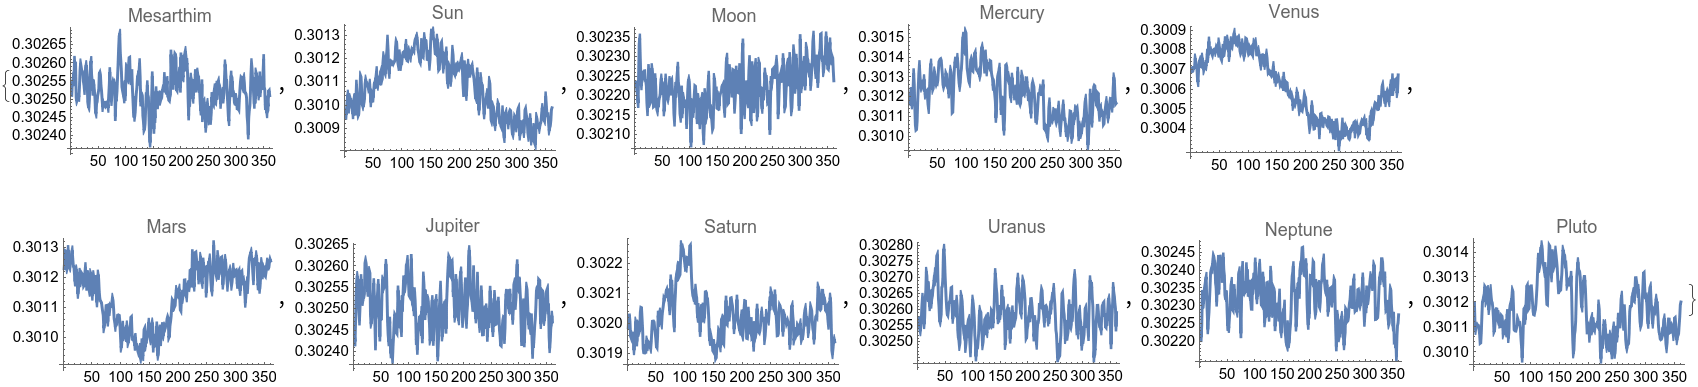 Mesarthim Sun Moon Mercury Venus
0.30265 0.3013 0.30235 0.3015 0.3009
0.30260 0.3012 0.30230 0.3014 0.3008
0.30255 0.3011 0.30225 0.3013 0.3007
0.30250 0.3010 0.30220 0.3012 0.3006
0.30245 0.3009 0.30215 0.3011 0.3005
0.30240 0.30210 0.3010 0.3004
{ , , , , ,
50 100 150 200 250 300 350 50 100 150 200 250 300 350 50 100 150 200 250 300 350 50 100 150 200 250 300 350 50 100 150 200 250 300 350
Mars Jupiter Saturn Uranus Neptune Pluto
0.3013 0.30265 0.3022 0.30280 0.30245 0.3014
0.3012 0.30260 0.3021 0.30275 0.30240 0.3013
0.3011 0.30255 0.3020 0.30270 0.30235 0.3012
0.3010 0.30250 0.3019 0.30265 0.30230 0.3011
0.30245 0.30260 0.30225 0.3010
0.30240 0.30255 0.30220
0.30250
, , , , , }
50 100 150 200 250 300 350 50 100 150 200 250 300 350 50 100 150 200 250 300 350 50 100 150 200 250 300 350 50 100 150 200 250 300 350 50 100 150 200 250 300 350